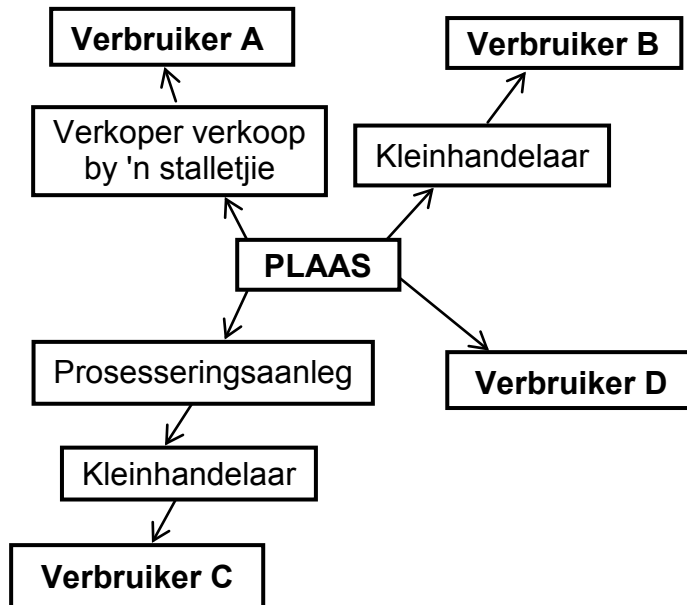 Verbruiker A
Verbruiker B
Verkoper verkoop
by 'n stalletjie
Kleinhandelaar
PLAAS
Prosesseringsaanleg
Verbruiker D
Kleinhandelaar
Verbruiker C